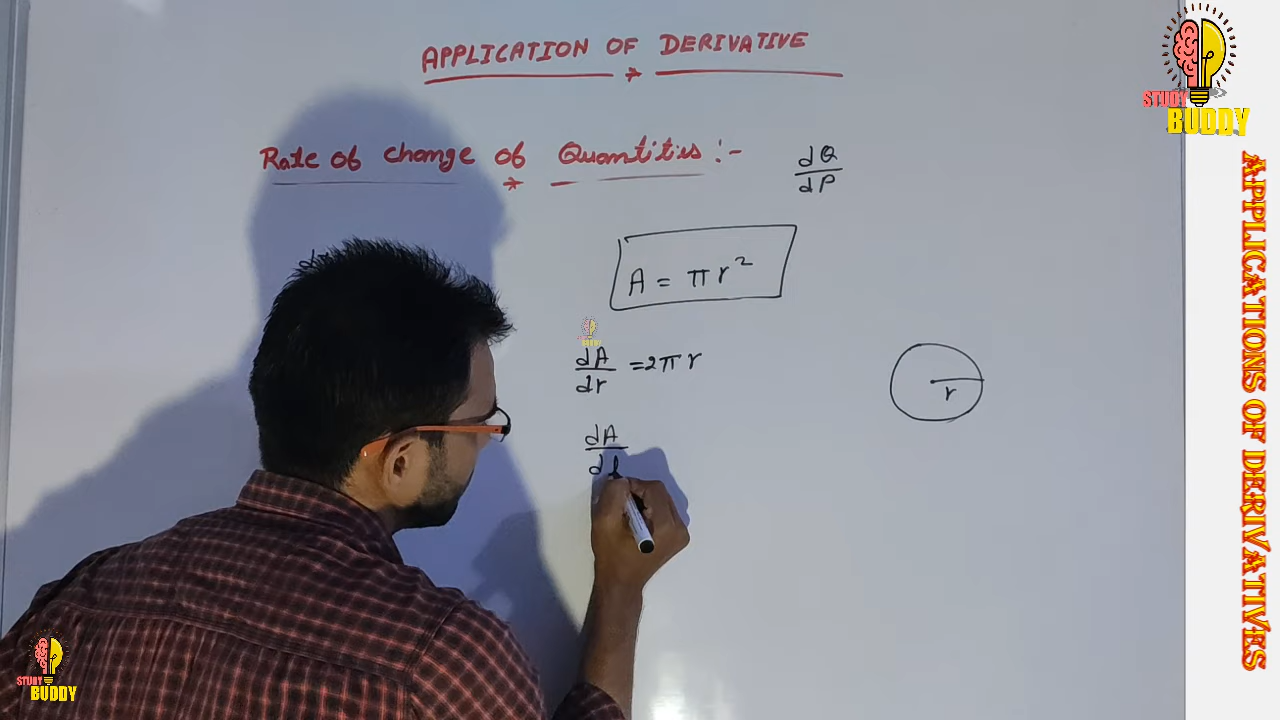 APPLICATION OF DERIVATIVE
Rate of change of Quantities :-
dQ
dP
A = πr²
dA
dr
=2πr
dA
d
r
STUDY
BUDDY
APPLICATIONS OF DERIVATIVES
STUDY
BUDDY